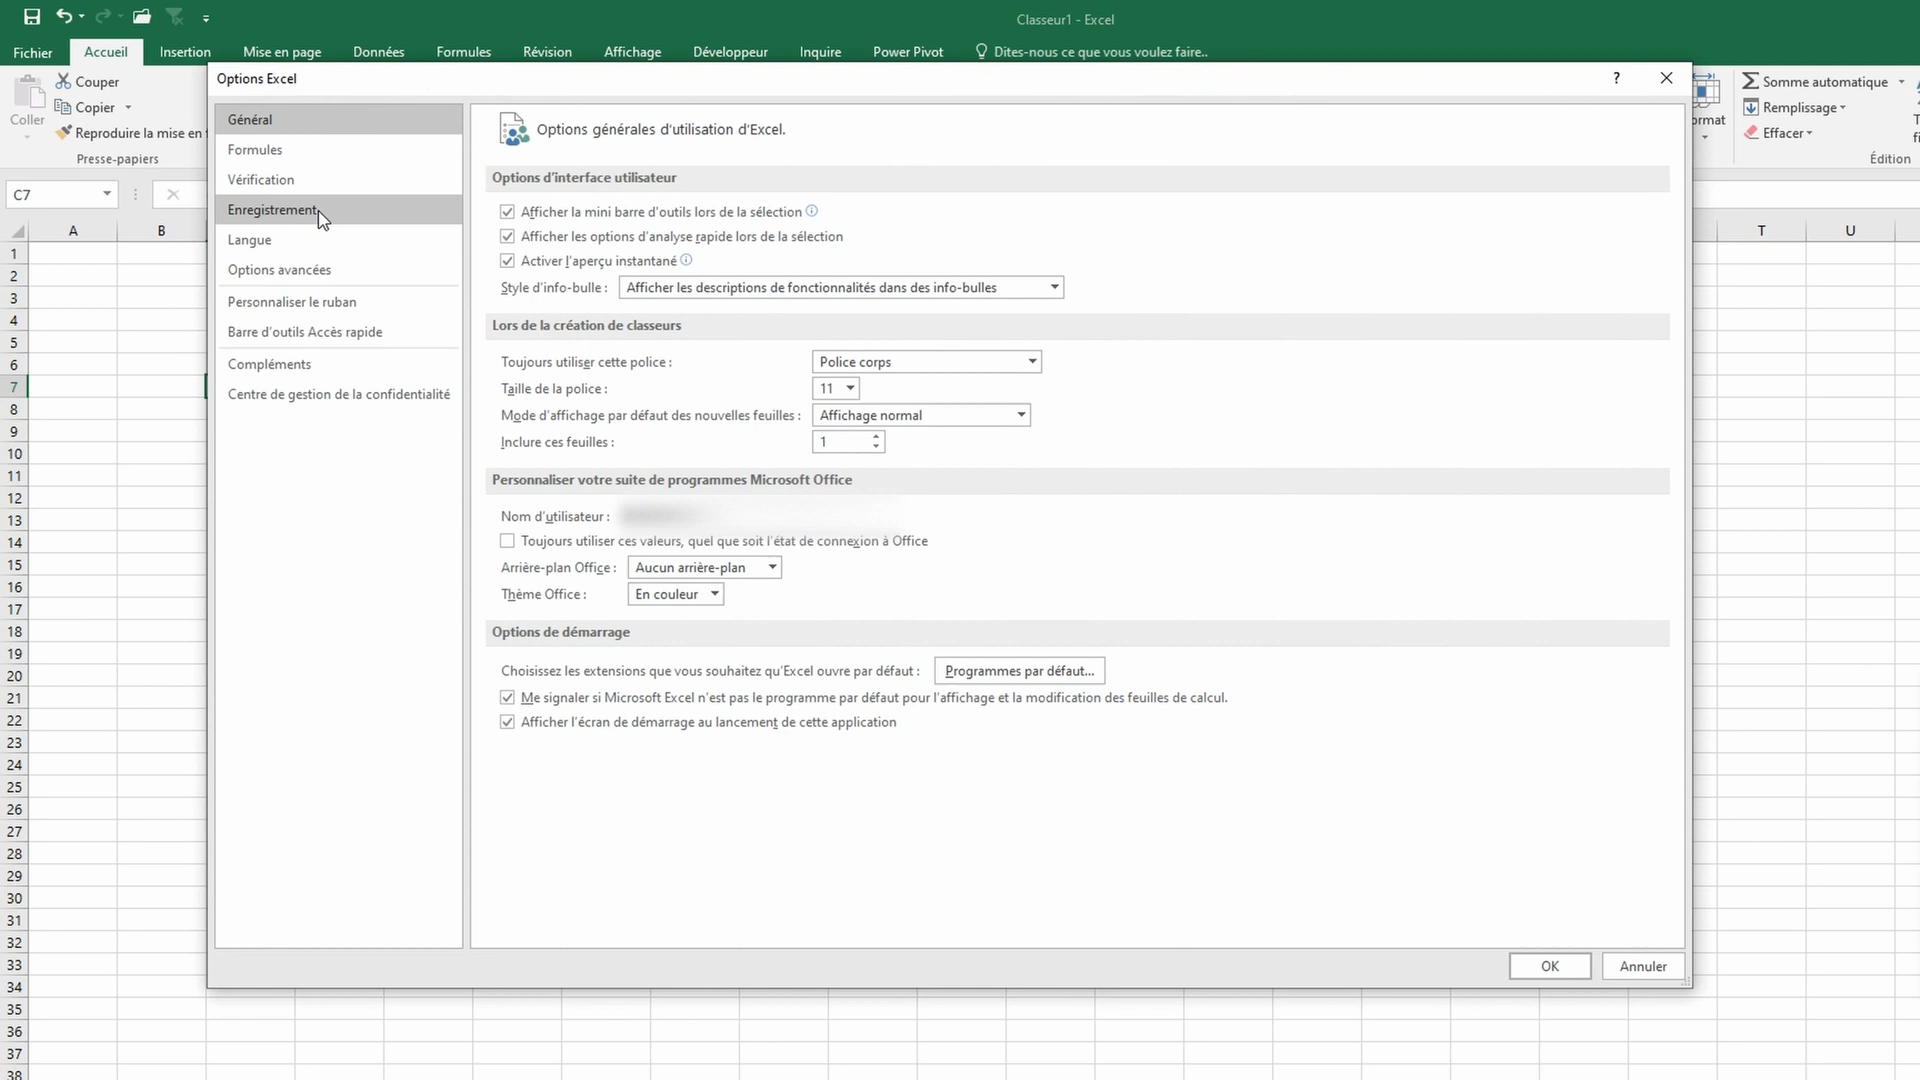 Classeur1 - Excel
Fichier Accueil Insertion Mise en page Données Formules Révision Affichage Développeur Inquire Power Pivot Dites-nous ce que vous voulez faire..
Coller
Couper
Copier
Reproduire la mise en
Presse-papiers
Somme automatique
Remplissage
Effacer
Édition
C7
A B T U
1
2
3
4
5
6
7
8
9
10
11
12
13
14
15
16
17
18
19
20
21
22
23
24
25
26
27
28
29
30
31
32
33
34
35
36
37
38
Options Excel
?
Général
Formules
Vérification
Enregistrement
Langue
Options avancées
Personnaliser le ruban
Barre d'outils Accès rapide
Compléments
Centre de gestion de la confidentialité
Options générales d'utilisation d'Excel.
Options d'interface utilisateur
Afficher la mini barre d'outils lors de la sélection
Afficher les options d'analyse rapide lors de la sélection
Activer l'aperçu instantané
Style d'info-bulle : Afficher les descriptions de fonctionnalités dans des info-bulles
Lors de la création de classeurs
Toujours utiliser cette police : Police corps
Taille de la police : 11
Mode d'affichage par défaut des nouvelles feuilles : Affichage normal
Inclure ces feuilles : 1
Personnaliser votre suite de programmes Microsoft Office
Nom d'utilisateur :
Toujours utiliser ces valeurs, quel que soit l'état de connexion à Office
Arrière-plan Office : Aucun arrière-plan
Thème Office : En couleur
Options de démarrage
Choisissez les extensions que vous souhaitez qu'Excel ouvre par défaut : Programmes par défaut...
Me signaler si Microsoft Excel n'est pas le programme par défaut pour l'affichage et la modification des feuilles de calcul.
Afficher l'écran de démarrage au lancement de cette application
OK Annuler